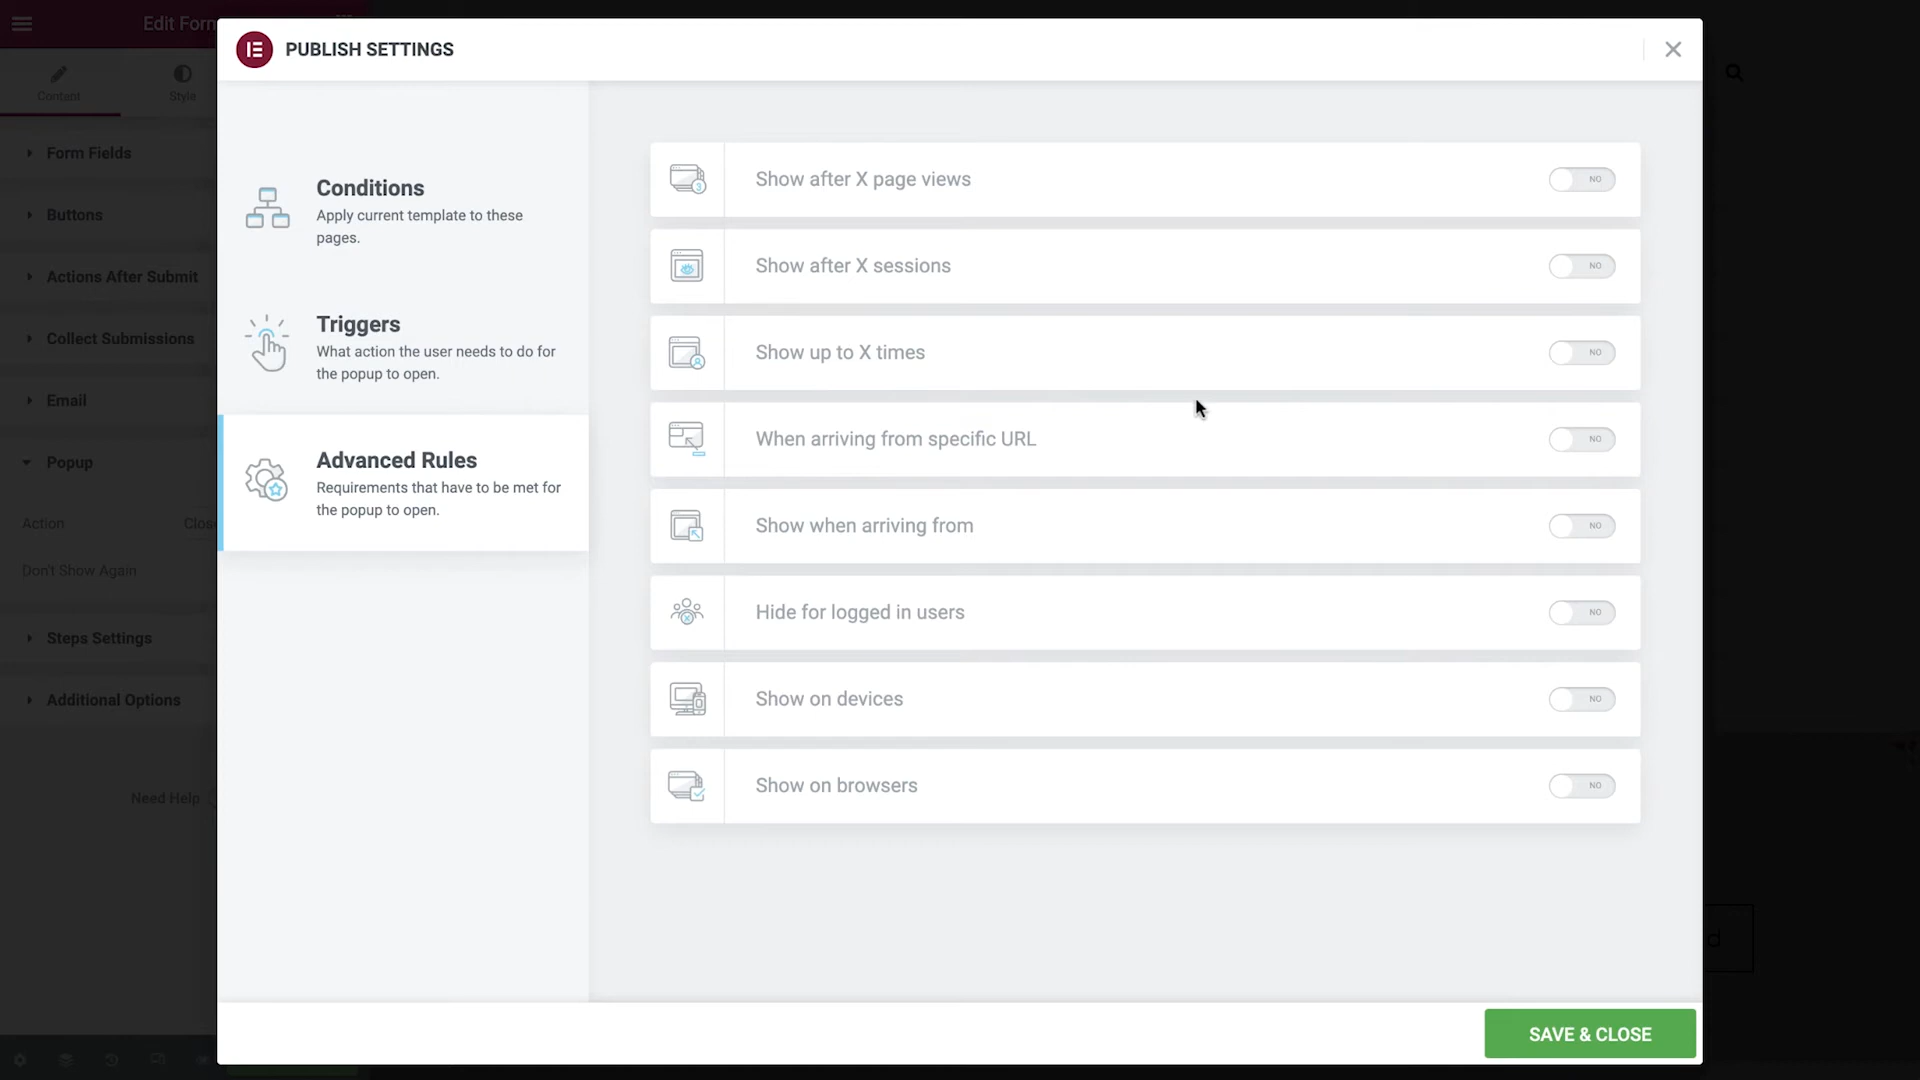 Edit Form
PUBLISH SETTINGS
Content
Style
Form Fields
Buttons
Actions After Submit
Collect Submissions
Email
Popup
Action
Close
Don't Show Again
Steps Settings
Additional Options
Need Help
Conditions
Apply current template to these
pages.
Triggers
What action the user needs to do for
the popup to open.
Advanced Rules
Requirements that have to be met for
the popup to open.
Show after X page views
NO
Show after X sessions
NO
Show up to X times
NO
When arriving from specific URL
NO
Show when arriving from
NO
Hide for logged in users
NO
Show on devices
NO
Show on browsers
NO
d
SAVE & CLOSE